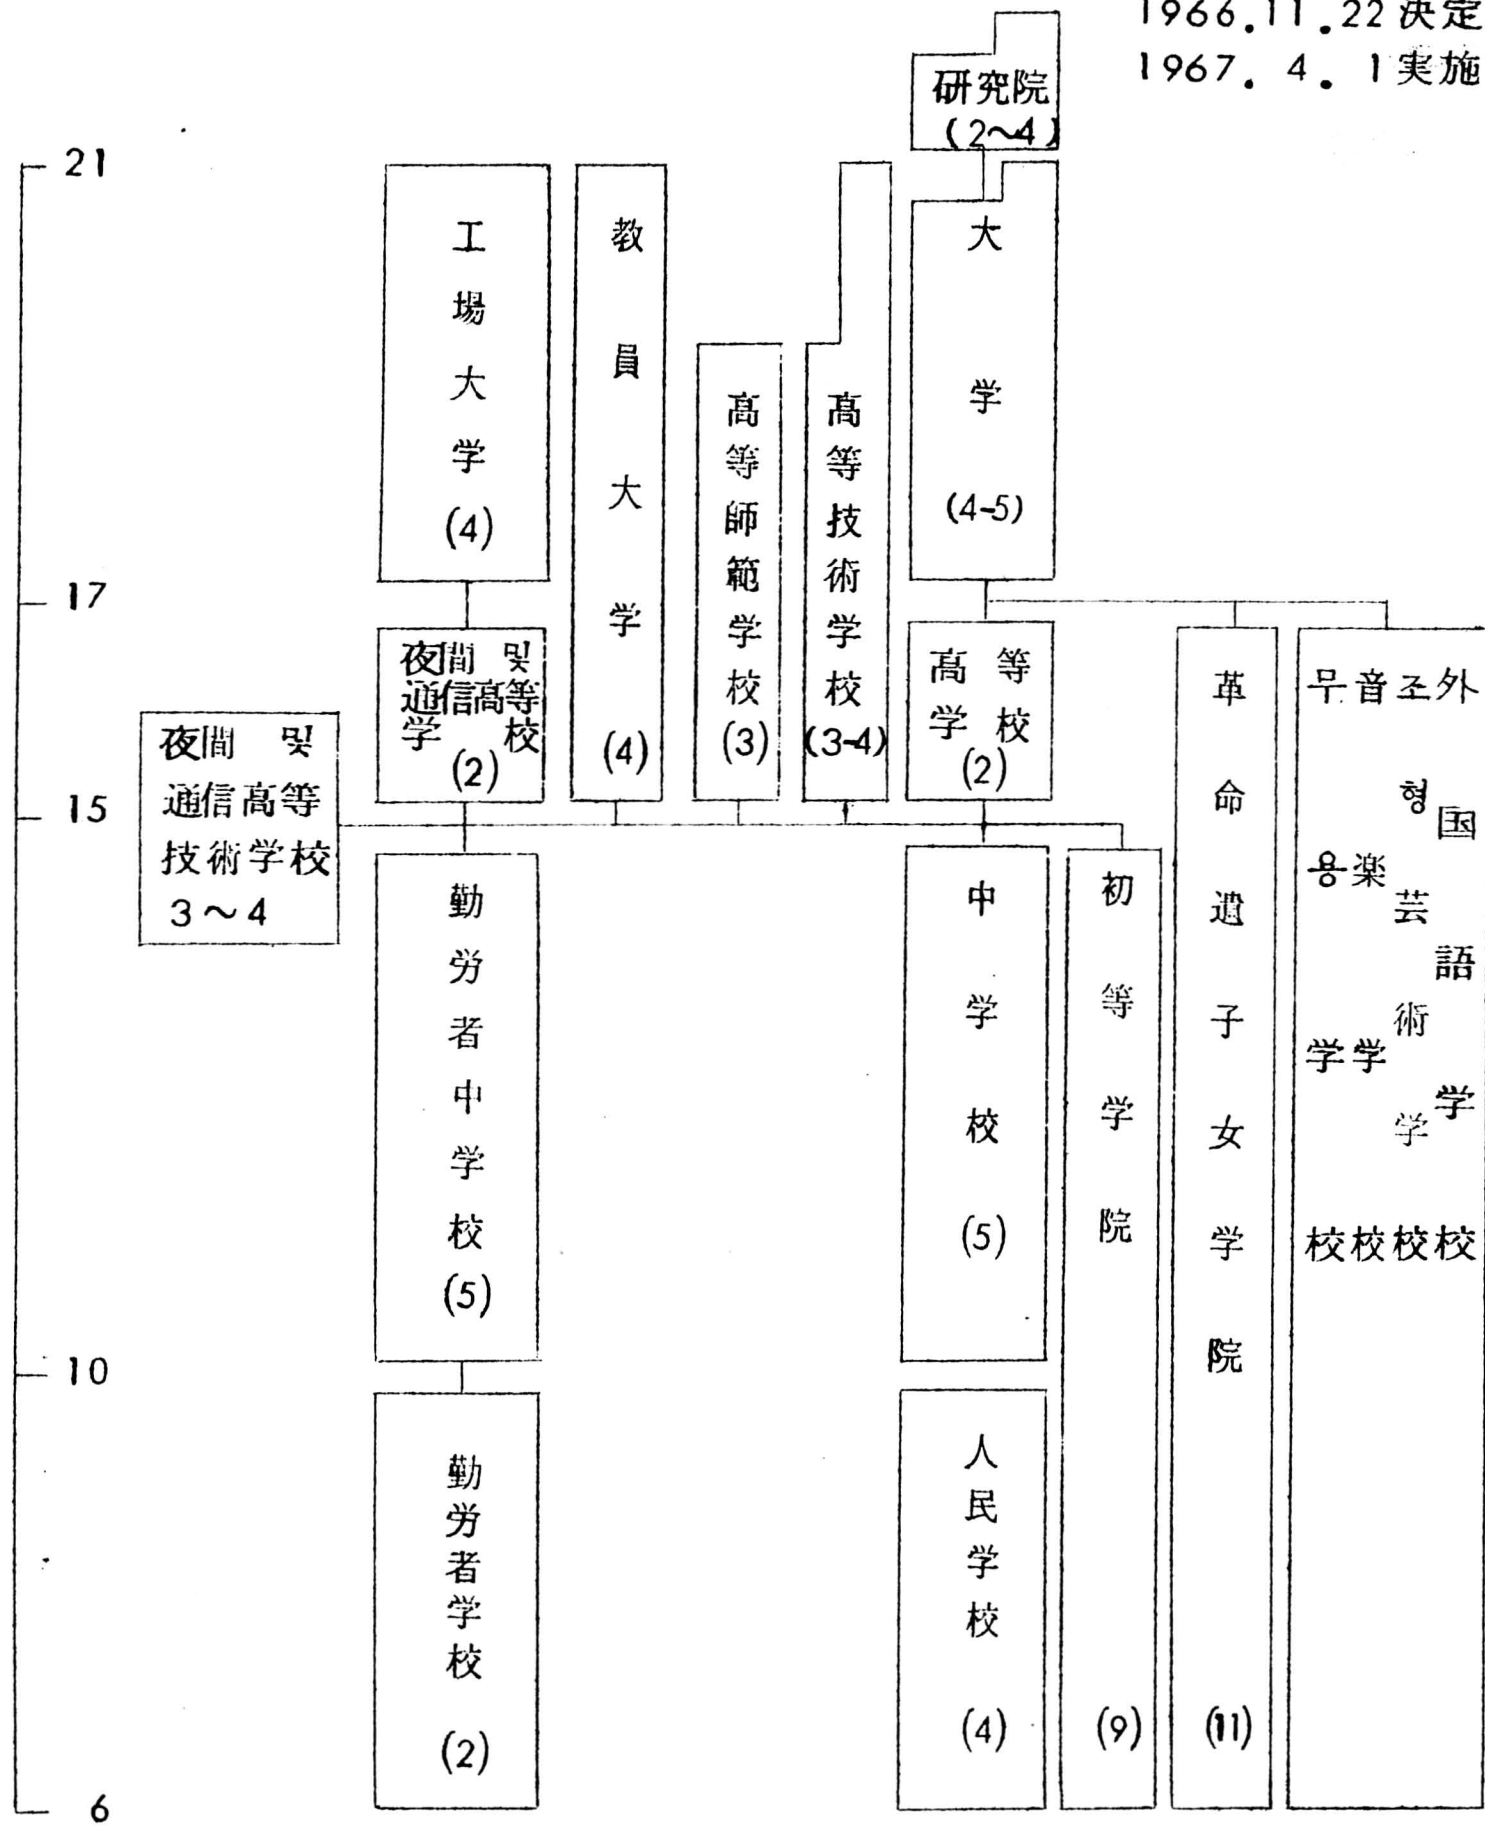 1966.11.22決定
1967. 4. 1実施
研究院
(2〜4)
21
工場大学
(4)
教員大学
(4)
高等師範学校
(3)
高等技術学校
(3-4)
大学
(4-5)
17
夜間 및
通信高等
学校
(2)
高等
学校
(2)
夜間 및
通信高等
技術学校
3〜4
15
勤労者中学校
(5)
中学校
(5)
初等学院
(9)
革命遺子女学院
(11)
무용学校
音楽学校
조형芸術学校
外国語学校
10
勤労者学校
(2)
人民学校
(4)
6